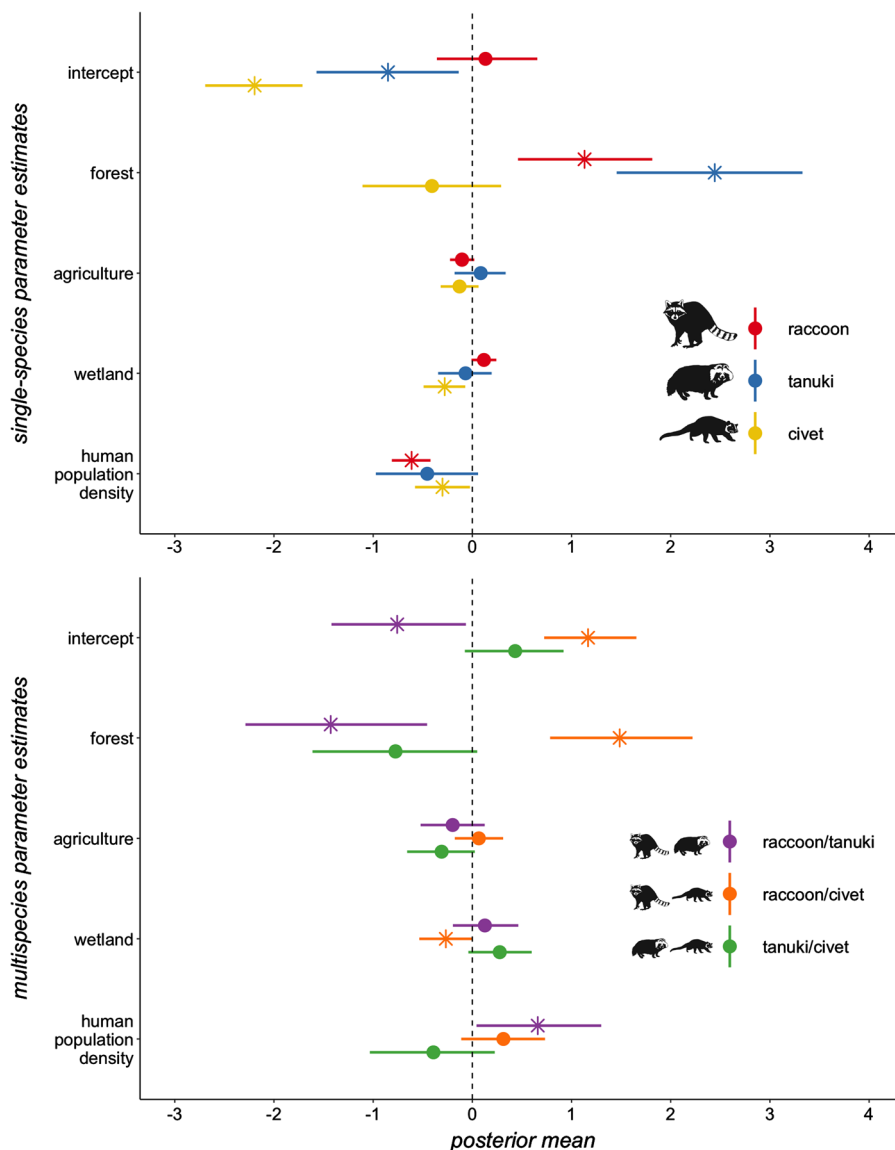 single-species parameter estimates
intercept
forest
agriculture
wetland
human
population
density
raccoon
tanuki
civet
-3 -2 -1 0 1 2 3 4
multispecies parameter estimates
intercept
forest
agriculture
wetland
human
population
density
raccoon/tanuki
raccoon/civet
tanuki/civet
-3 -2 -1 0 1 2 3 4
posterior mean